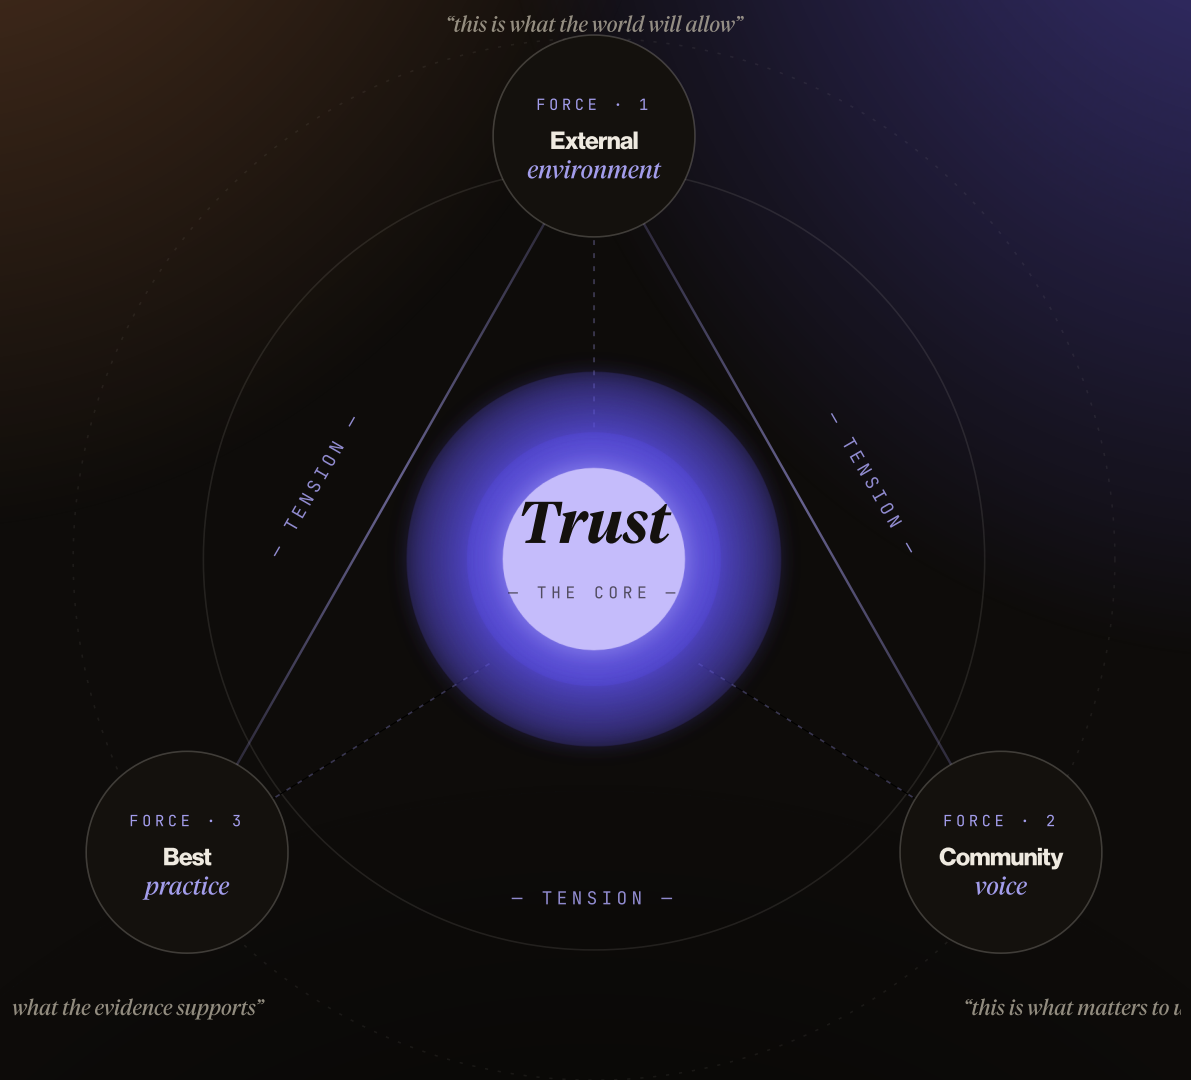 “this is what the world will allow”
FORCE · 1
External
environment
— TENSION —
— TENSION —
Trust
— THE CORE —
FORCE · 3
Best
practice
FORCE · 2
Community
voice
— TENSION —
what the evidence supports”
“this is what matters to